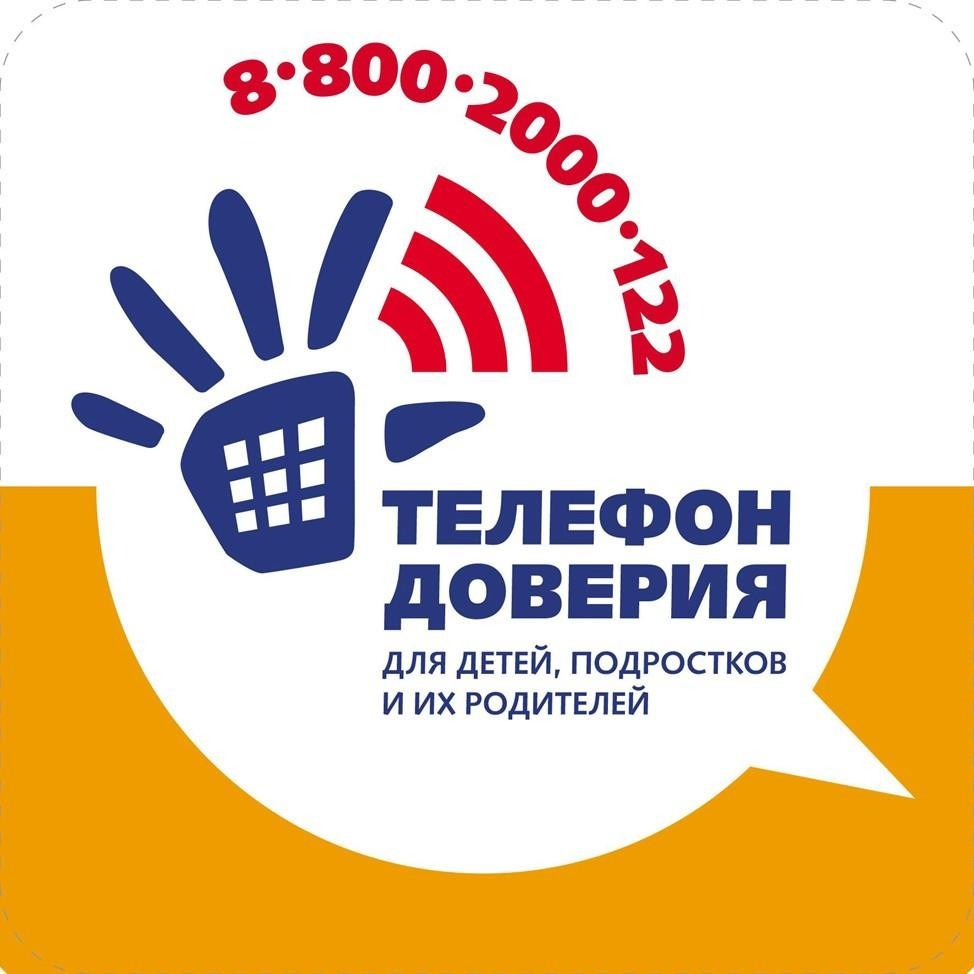 8·800·2000·122
ТЕЛЕФОН
ДОВЕРИЯ
ДЛЯ ДЕТЕЙ, ПОДРОСТКОВ
И ИХ РОДИТЕЛЕЙ